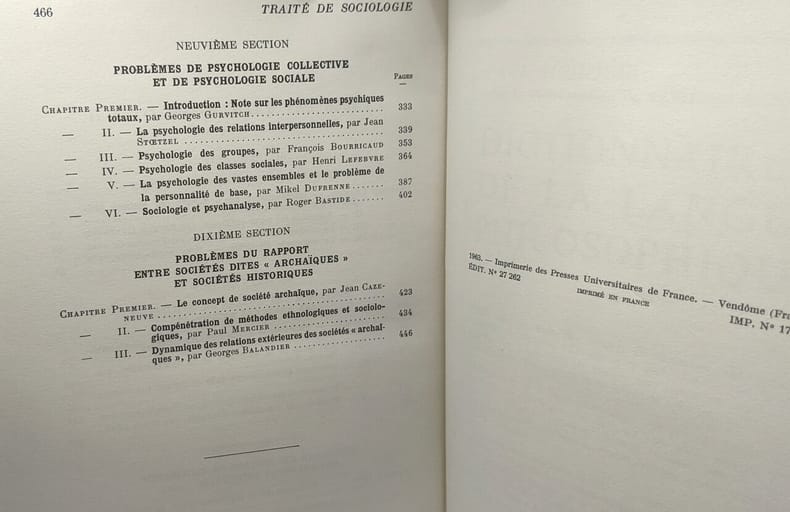 466
TRAITÉ DE SOCIOLOGIE
NEUVIÈME SECTION
PROBLÈMES DE PSYCHOLOGIE COLLECTIVE
ET DE PSYCHOLOGIE SOCIALE
PAGES
—
CHAPITRE PREMIER. — Introduction : Note sur les phénomènes psychiques
totaux, par Georges GURVITCH.......................... 333
— II. — La psychologie des relations interpersonnelles, par Jean
STŒTZEL ........................................ 339
— III. — Psychologie des groupes, par François BOURRICAUD 353
— IV. — Psychologie des classes sociales, par Henri LEFEBVRE 364
— V. — La psychologie des vastes ensembles et le problème de
la personnalité de base, par Mikel DUFRENNE....... 387
— VI. — Sociologie et psychanalyse, par Roger BASTIDE....... 402
DIXIÈME SECTION
PROBLÈMES DU RAPPORT
ENTRE SOCIÉTÉS DITES « ARCHAÏQUES »
ET SOCIÉTÉS HISTORIQUES
CHAPITRE PREMIER. — Le concept de société archaïque, par Jean CAZE-
NEUVE ........................................ 423
— II. — Compénétration de méthodes ethnologiques et sociolo-
giques, par Paul MERCIER ........................ 434
— III. — Dynamique des relations extérieures des sociétés « archaï-
ques », par Georges BALANDIER .................... 446
1963. — Imprimerie des Presses Universitaires de France. — Vendôme (Fra
ÉDIT. N° 27 262
IMPRIMÉ EN FRANCE
IMP. N° 17